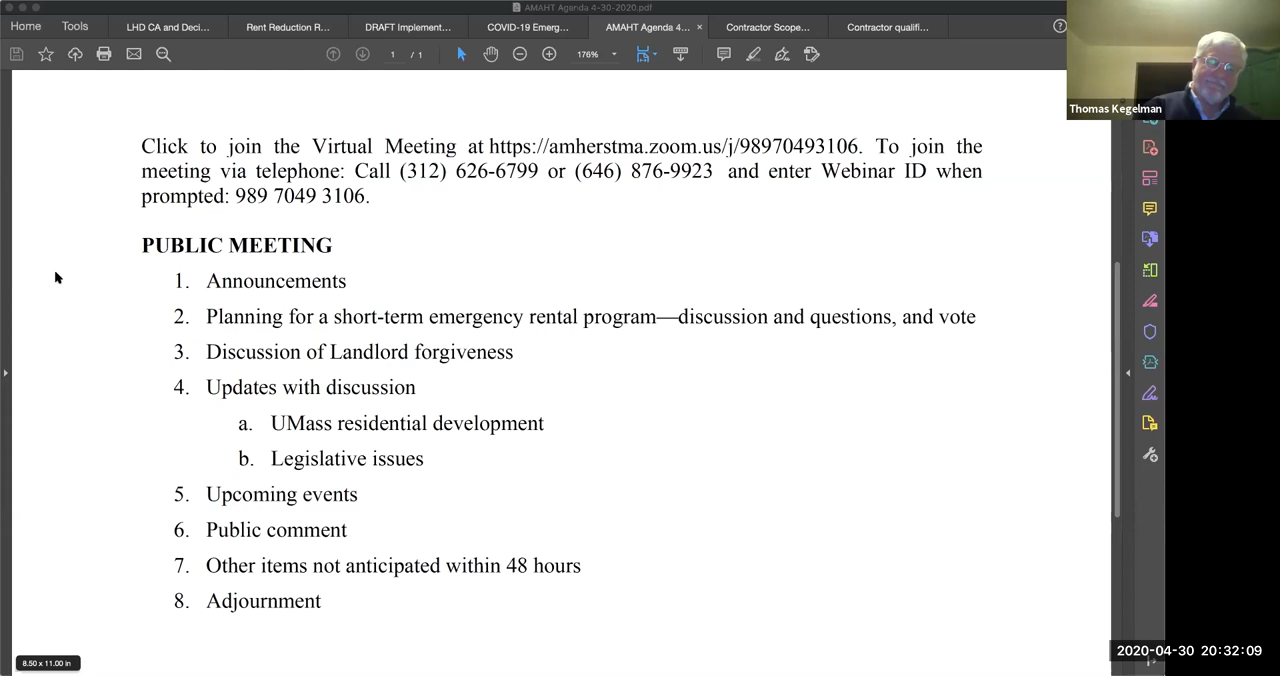 AMAHT Agenda 4-30-2020.pdf
Home Tools LHD CA and Deci... Rent Reduction R... DRAFT Implement... COVID-19 Emerg... AMAHT Agenda 4... × Contractor Scope... Contractor qualifi...
1 / 1 176%
Thomas Kegelman
Click to join the Virtual Meeting at https://amherstma.zoom.us/j/98970493106. To join the
meeting via telephone: Call (312) 626-6799 or (646) 876-9923 and enter Webinar ID when
prompted: 989 7049 3106.
PUBLIC MEETING
1. Announcements
2. Planning for a short-term emergency rental program—discussion and questions, and vote
3. Discussion of Landlord forgiveness
4. Updates with discussion
a. UMass residential development
b. Legislative issues
5. Upcoming events
6. Public comment
7. Other items not anticipated within 48 hours
8. Adjournment
8.50 x 11.00 in
2020-04-30 20:32:09